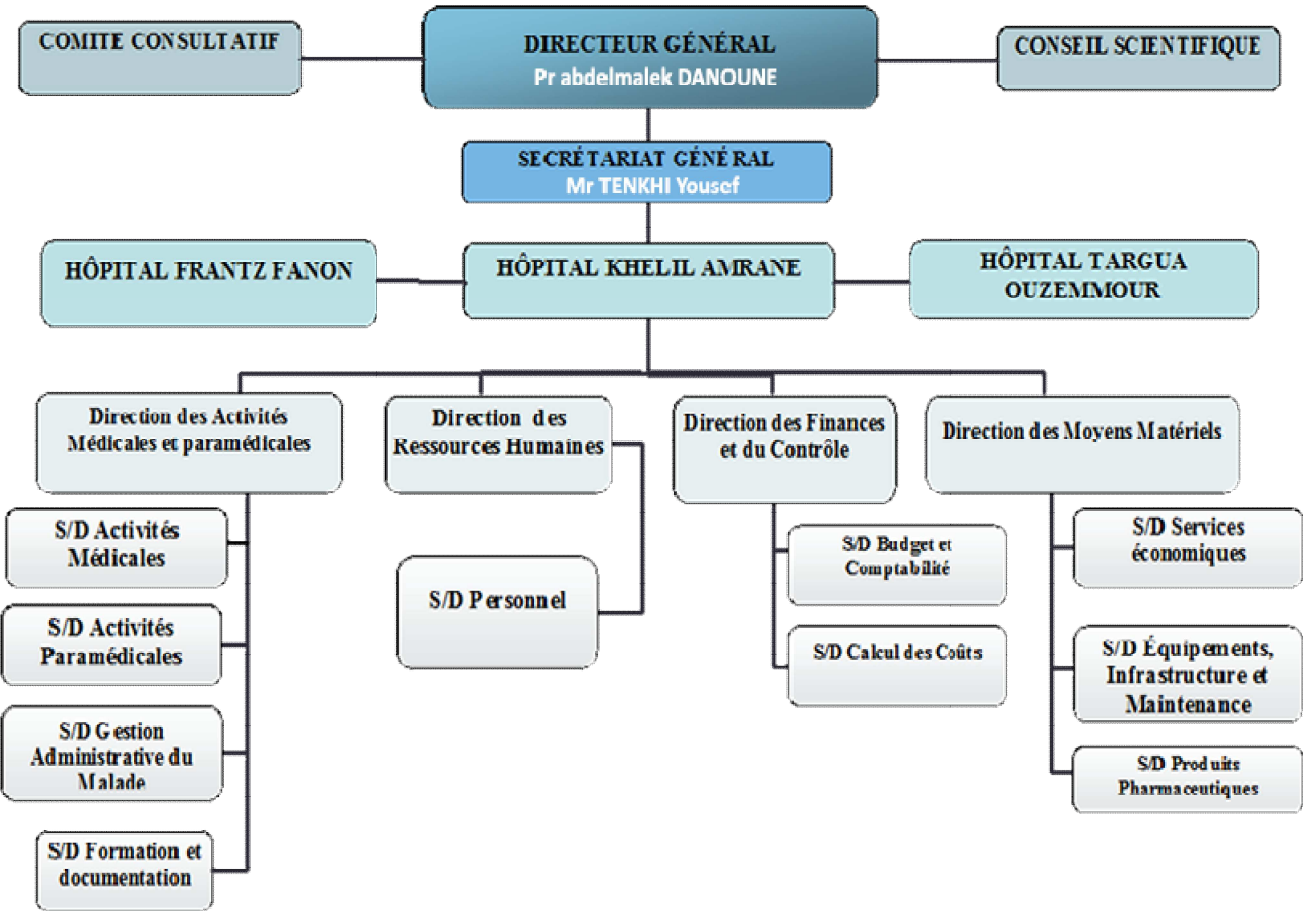 COMITE CONSULTATIF
DIRECTEUR GÉNÉRAL
Pr abdelmalek DANOUNE
CONSEIL SCIENTIFIQUE
SECRÉTARIAT GÉNÉRAL
Mr TENKHI Yousef
HÔPITAL FRANTZ FANON
HÔPITAL KHELIL AMRANE
HÔPITAL TARGUA
OUZEMMOUR
Direction des Activités
Médicales et paramédicales
S/D Activités
Médicales
S/D Activités
Paramédicales
S/D Gestion
Administrative du
Malade
S/D Formation et
documentation
Direction des
Ressources Humaines
S/D Personnel
Direction des Finances
et du Contrôle
S/D Budget et
Comptabilité
S/D Calcul des Coûts
Direction des Moyens Matériels
S/D Services
économiques
S/D Équipements,
Infrastructure et
Maintenance
S/D Produits
Pharmaceutiques